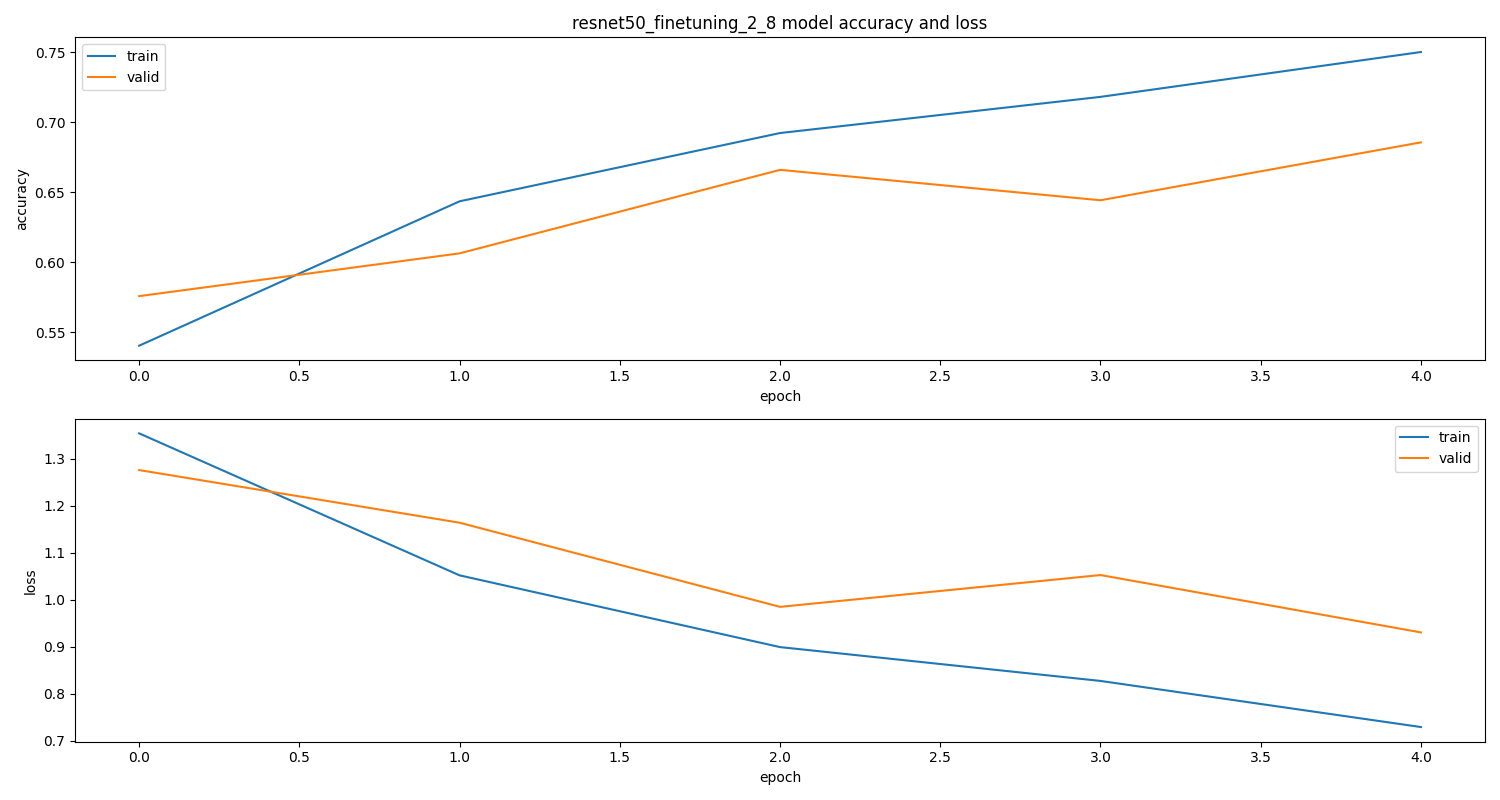 resnet50_finetuning_2_8 model accuracy and loss
train
valid
0.75
0.70
0.65
0.60
0.55
accuracy
0.0 0.5 1.0 1.5 2.0 2.5 3.0 3.5 4.0
epoch
train
valid
1.3
1.2
1.1
1.0
0.9
0.8
0.7
loss
0.0 0.5 1.0 1.5 2.0 2.5 3.0 3.5 4.0
epoch